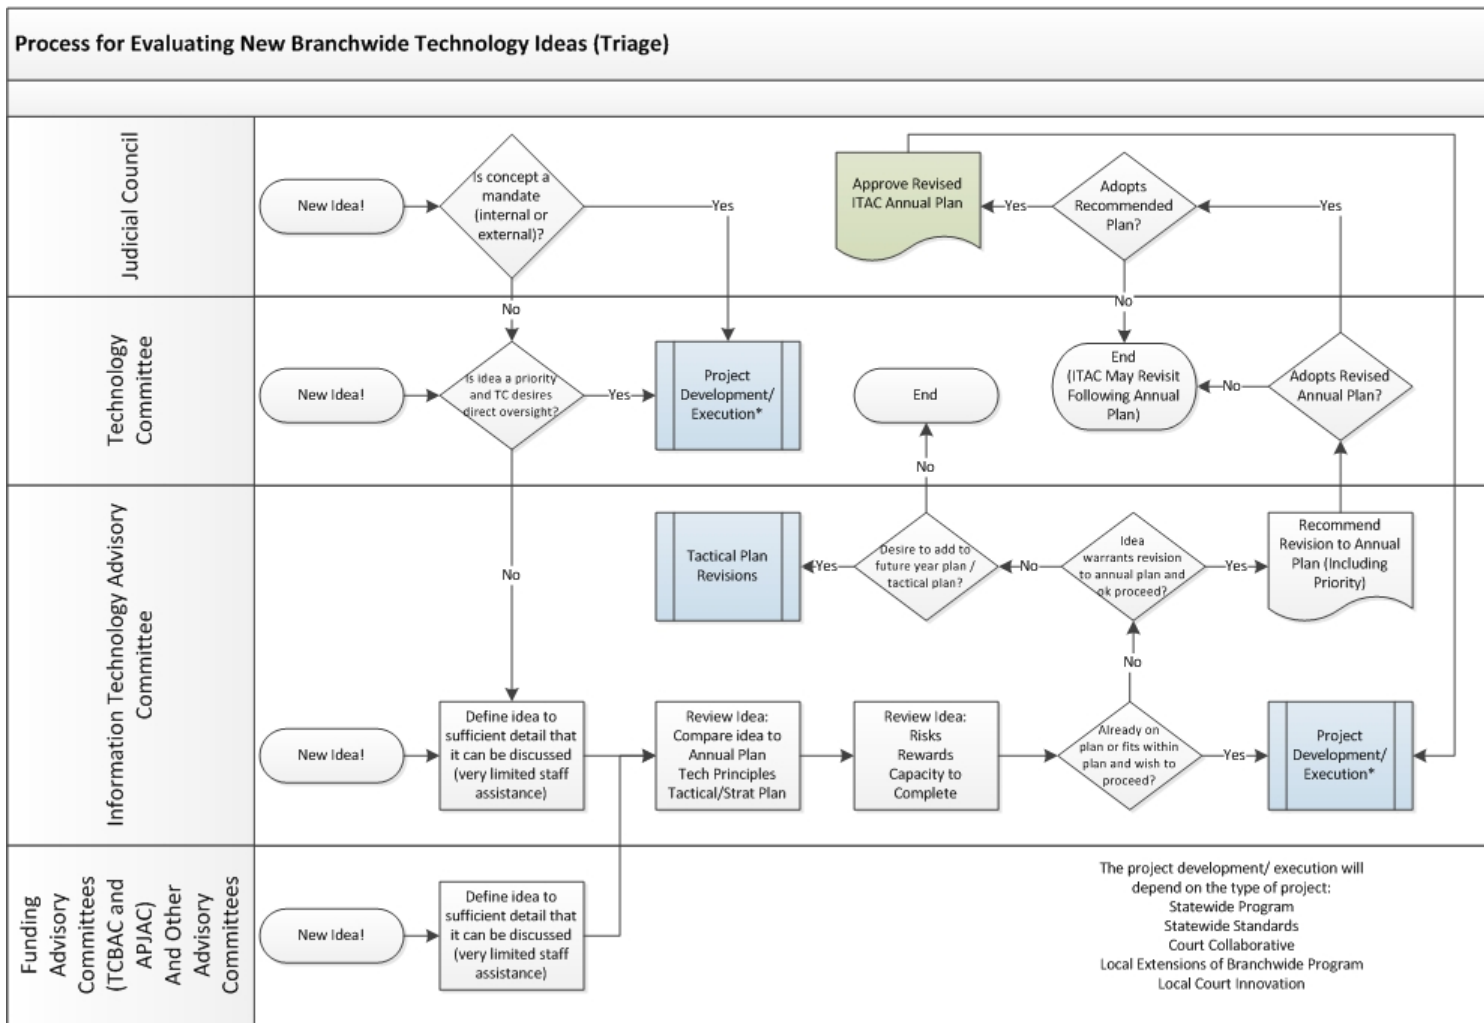 Process for Evaluating New Branchwide Technology Ideas (Triage)
Judicial Council
New Idea!
Is concept a
mandate
(internal or
external)?
Yes
No
Approve Revised
ITAC Annual Plan
Yes
Adopts
Recommended
Plan?
Yes
No
Technology
Committee
New Idea!
Is idea a priority
and TC desires
direct oversight?
Yes
Project
Development/
Execution*
End
No
End
(ITAC May Revisit
Following Annual
Plan)
No
Adopts Revised
Annual Plan?
Information Technology Advisory
Committee
No
Tactical Plan
Revisions
Yes
Desire to add to
future year plan /
tactical plan?
No
Idea
warrants revision
to annual plan and
ok proceed?
Yes
Recommend
Revision to Annual
Plan (Including
Priority)
No
New Idea!
Define idea to
sufficient detail that
it can be discussed
(very limited staff
assistance)
Review Idea:
Compare idea to
Annual Plan
Tech Principles
Tactical/Strat Plan
Review Idea:
Risks
Rewards
Capacity to
Complete
Already on
plan or fits within
plan and wish to
proceed?
Yes
Project
Development/
Execution*
Funding
Advisory
Committees
(TCBAC and
APJAC)
And Other
Advisory
Committees
New Idea!
Define idea to
sufficient detail that
it can be discussed
(very limited staff
assistance)
The project development/ execution will
depend on the type of project:
Statewide Program
Statewide Standards
Court Collaborative
Local Extensions of Branchwide Program
Local Court Innovation